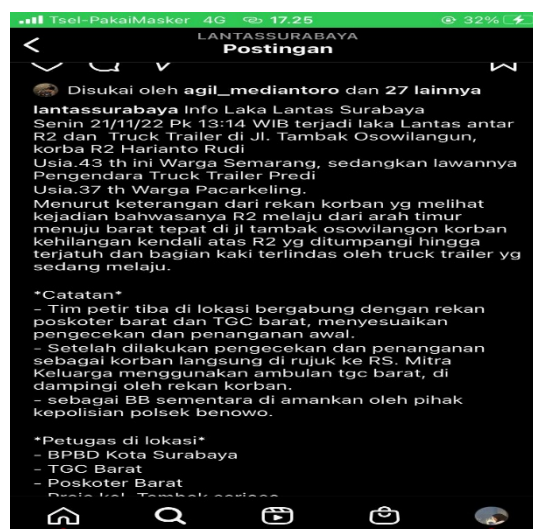 Tsel-PakaiMasker 4G 17.25 32%
LANTASSURABAYA
Postingan
Disukai oleh agil_mediantoro dan 27 lainnya
lantassurabaya Info Laka Lantas Surabaya
Senin 21/11/22 Pk 13:14 WIB terjadi laka Lantas antar
R2 dan Truck Trailer di Jl. Tambak Osowilangun,
korba R2 Harianto Rudi
Usia.43 th ini Warga Semarang, sedangkan lawannya
Pengendara Truck Trailer Predi
Usia.37 th Warga Pacarkeling.
Menurut keterangan dari rekan korban yg melihat
kejadian bahwasanya R2 melaju dari arah timur
menuju barat tepat di jl tambak osowilangon korban
kehilangan kendali atas R2 yg ditumpangi hingga
terjatuh dan bagian kaki terlindas oleh truck trailer yg
sedang melaju.
*Catatan*
- Tim petir tiba di lokasi bergabung dengan rekan
poskoter barat dan TGC barat, menyesuaikan
pengecekan dan penanganan awal.
- Setelah dilakukan pengecekan dan penanganan
sebagai korban langsung di rujuk ke RS. Mitra
Keluarga menggunakan ambulan tgc barat, di
dampingi oleh rekan korban.
- sebagai BB sementara di amankan oleh pihak
kepolisian polsek benowo.
*Petugas di lokasi*
- BPBD Kota Surabaya
- TGC Barat
- Poskoter Barat